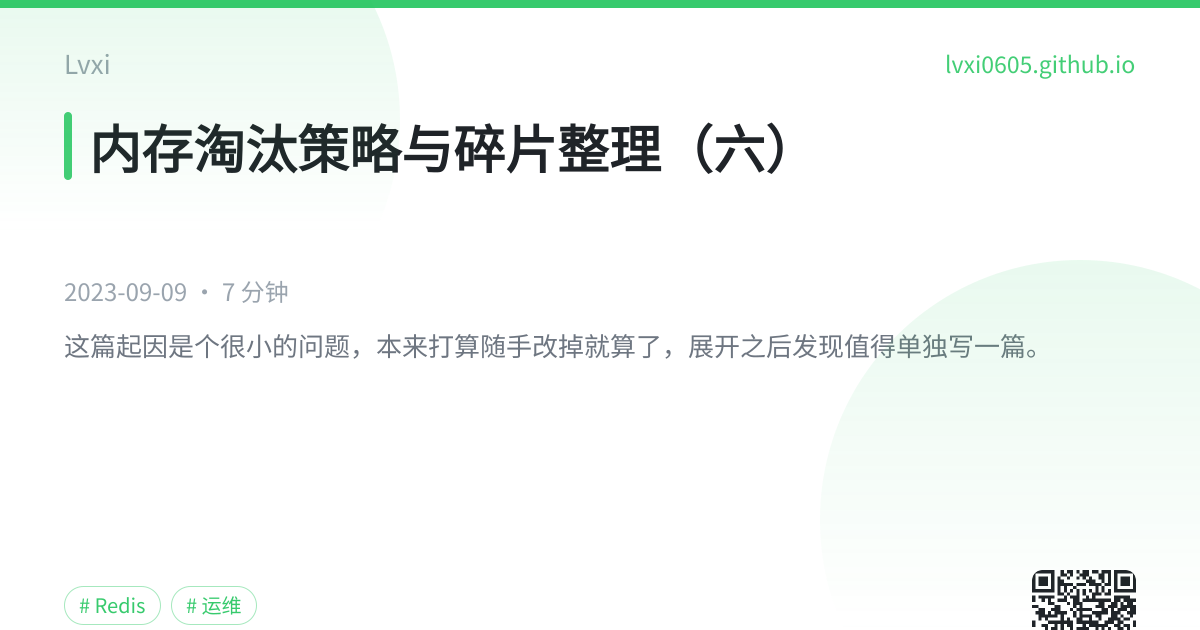 Lvxi
lvxi0605.github.io
内存淘汰策略与碎片整理（六）
2023-09-09 · 7 分钟
这篇起因是个很小的问题，本来打算随手改掉就算了，展开之后发现值得单独写一篇。
# Redis
# 运维